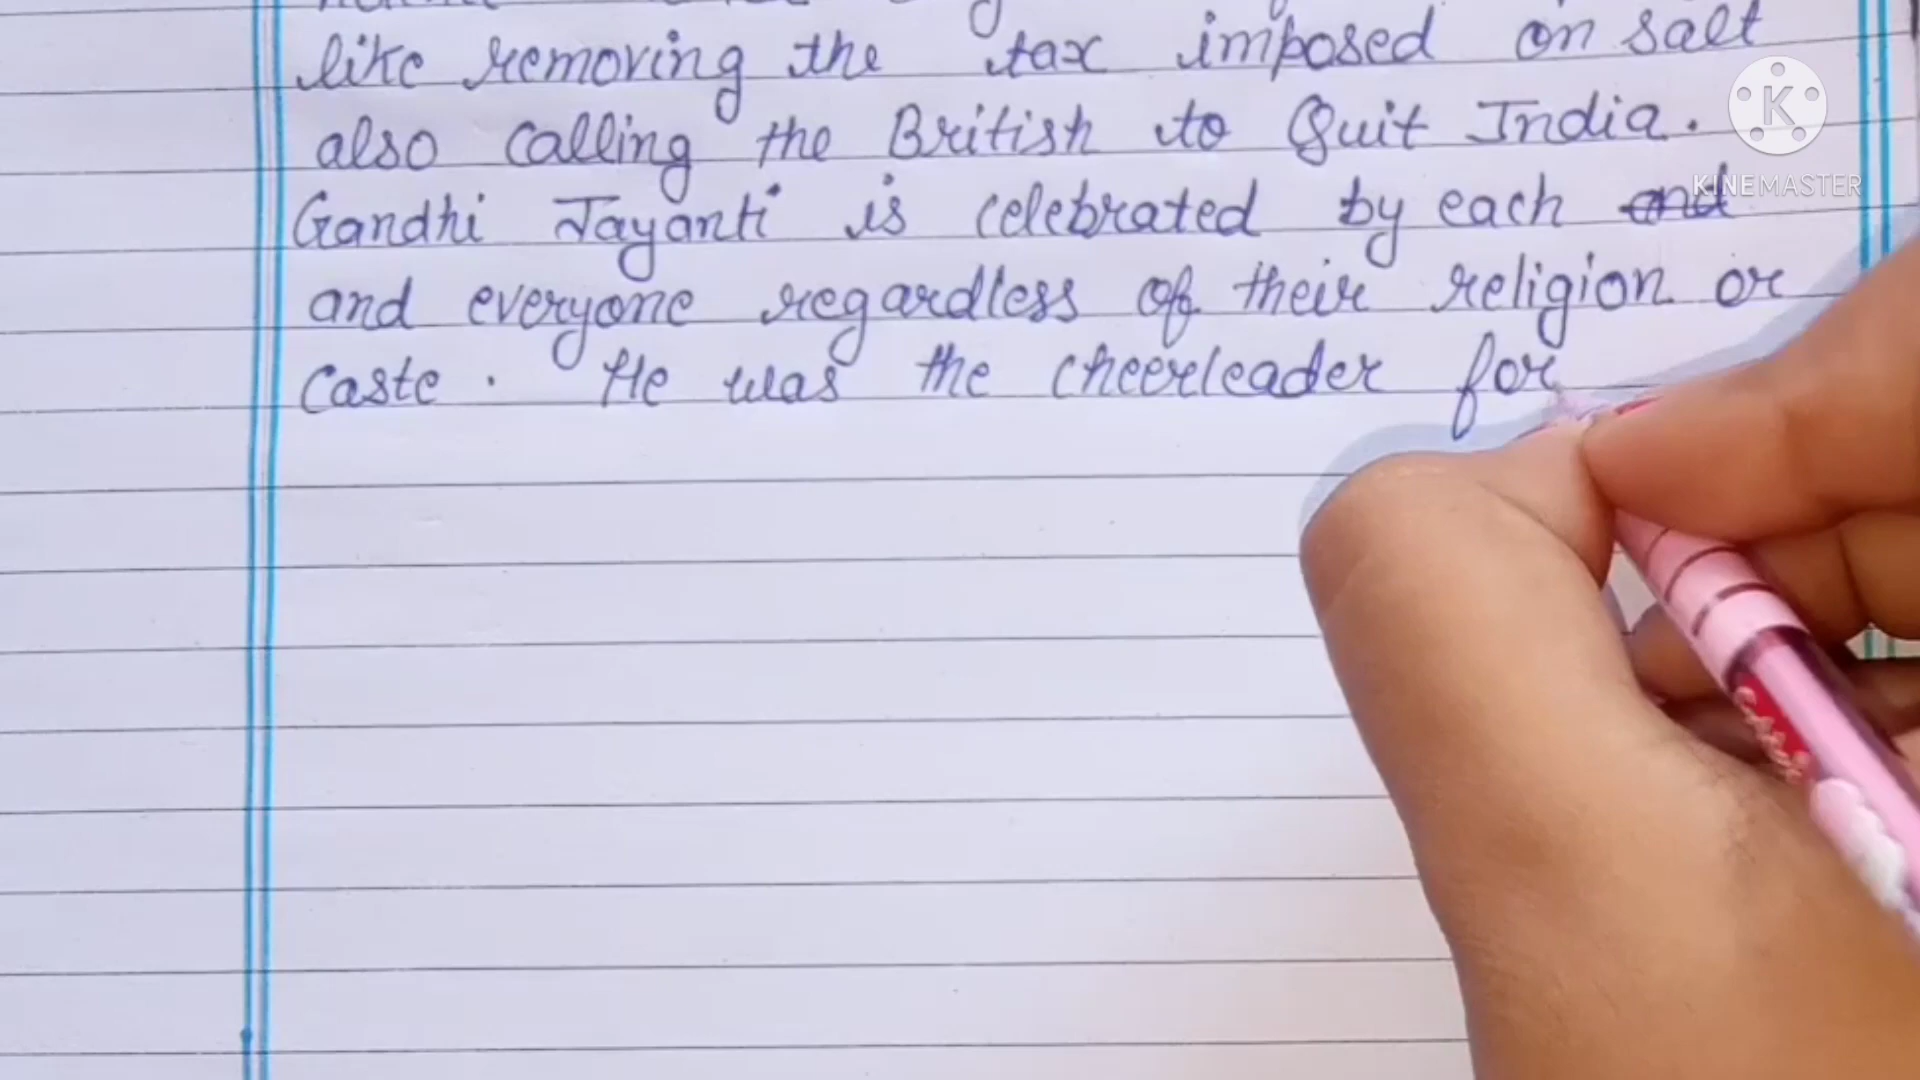 like removing the tax imposed on salt
also calling the British to Quit India.
Gandhi Jayanti is celebrated by each and
and everyone regardless of their religion or
caste. He was the cheerleader for
K
KINEMASTER